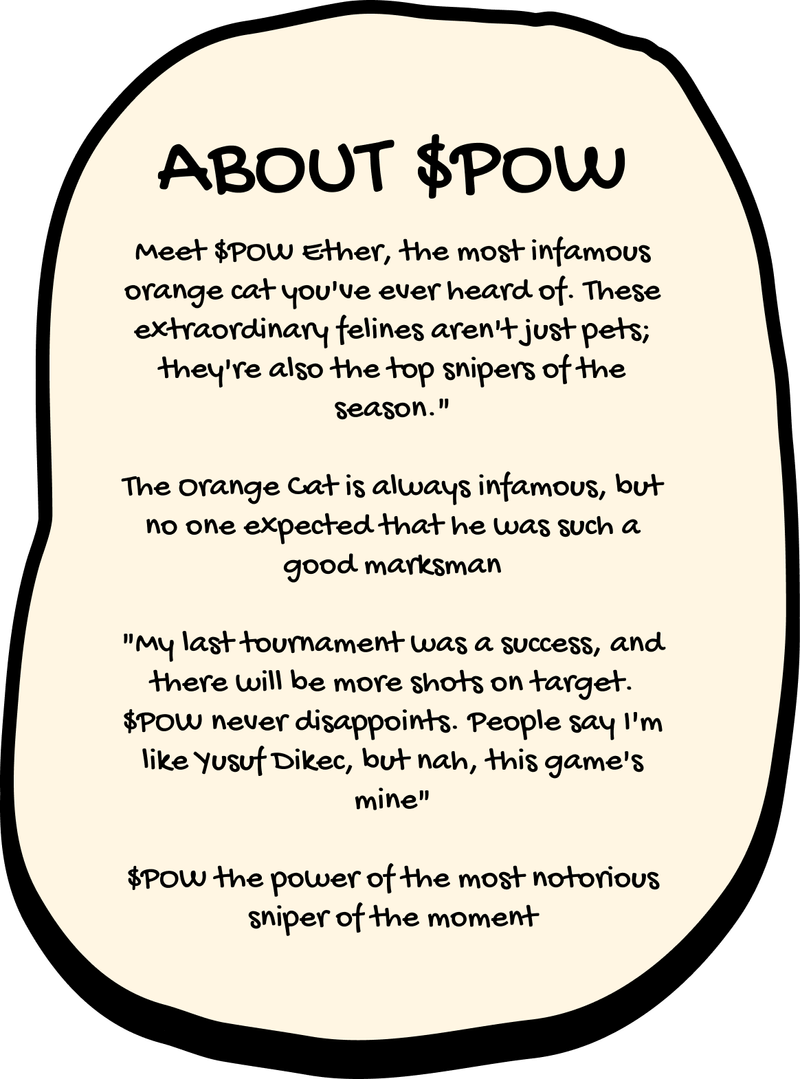 ABOUT $POW
Meet $POW Ether, the most infamous
orange cat you've ever heard of. These
extraordinary felines aren't just pets;
they're also the top snipers of the
season."
The Orange Cat is always infamous, but
no one expected that he was such a
good marksman
"My last tournament was a success, and
there will be more shots on target.
$POW never disappoints. People say I'm
like Yusuf Dikec, but nah, this game's
mine"
$POW the power of the most notorious
sniper of the moment